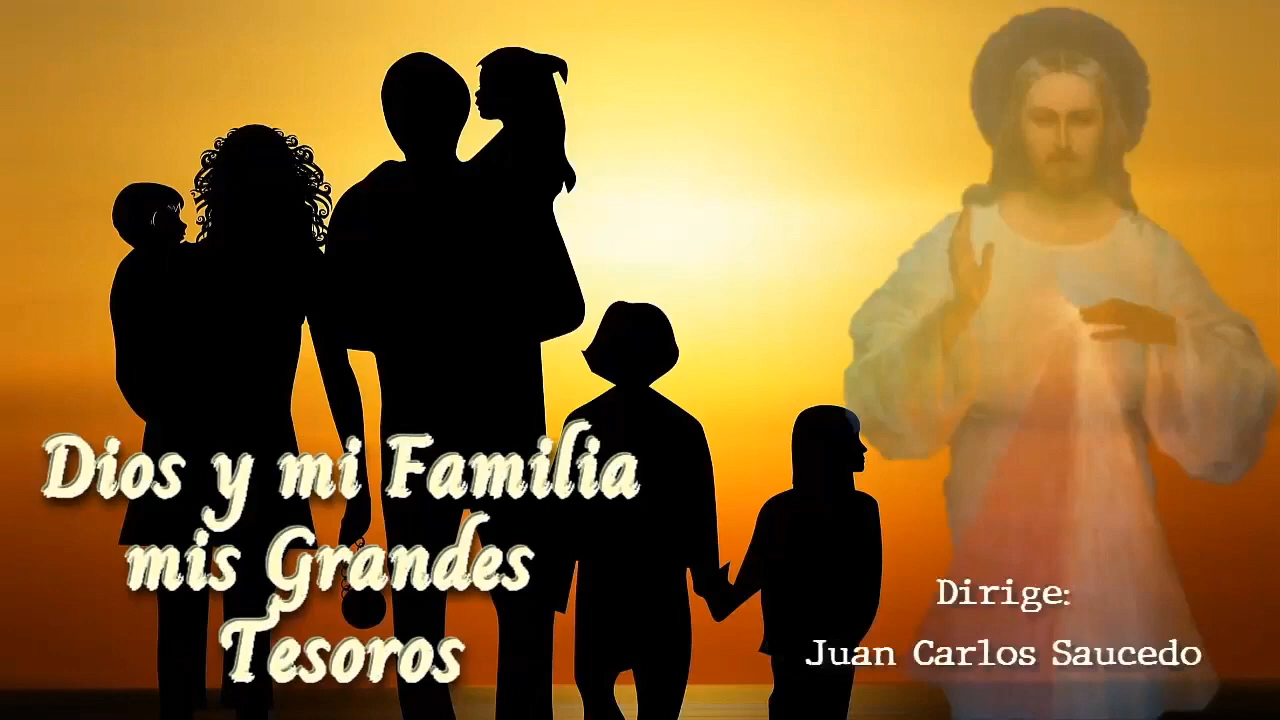 Dios y mi Familia
mis Grandes
Tesoros
Dirige:
Juan Carlos Saucedo